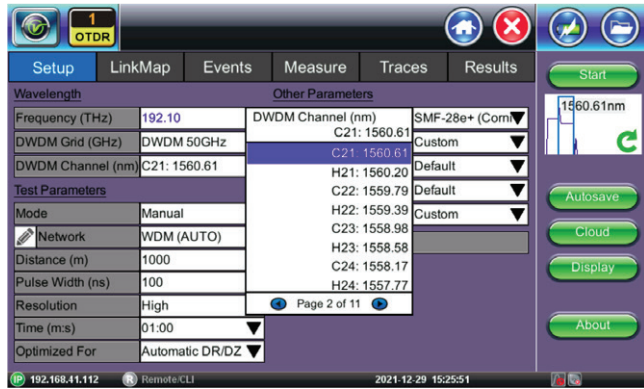 1
OTDR
Setup
LinkMap
Events
Measure
Traces
Results
Start
Wavelength
Other Parameters
Frequency (THz)
192.10
DWDM Grid (GHz)
DWDM 50GHz
DWDM Channel (nm)
C21: 1560.61
Test Parameters
Mode
Manual
Network
WDM (AUTO)
Distance (m)
1000
Pulse Width (ns)
100
Resolution
High
Time (m:s)
01:00
Optimized For
Automatic DR/DZ
DWDM Channel (nm)
C21: 1560.61
C21: 1560.61
H21: 1560.20
C22: 1559.79
H22: 1559.39
C23: 1558.98
H23: 1558.58
C24: 1558.17
H24: 1557.77
Page 2 of 11
SMF-28e+ (Corni
Custom
Default
Default
Custom
1560.61nm
Autosave
Cloud
Display
About
IP 192.168.41.112
R Remote/CLI
2021-12-29 15:25:51